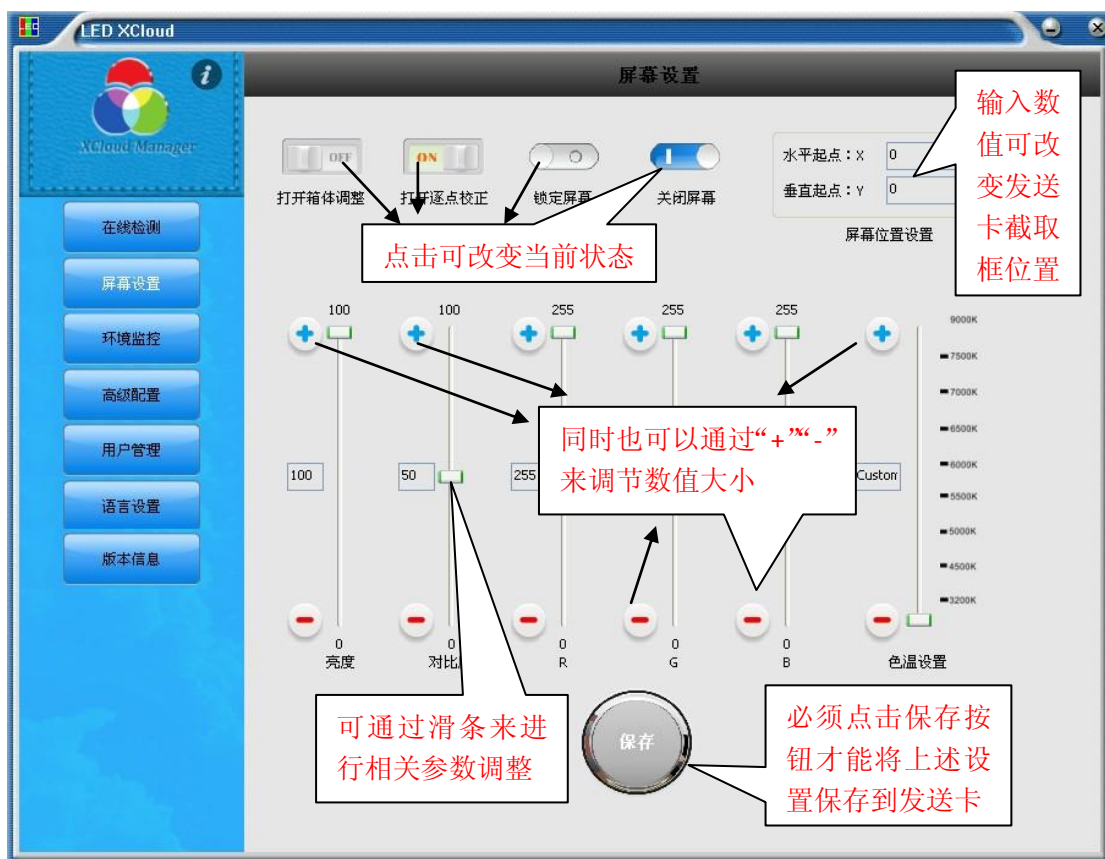 LED XCloud
i
XCloud Manager
屏幕设置
输入数
值可改
变发送
卡截取
框位置
OFF
ON
水平起点：X 0
垂直起点：Y 0
打开箱体调整 打开逐点校正 锁定屏幕 关闭屏幕
屏幕位置设置
点击可改变当前状态
在线检测
屏幕设置
环境监控
高级配置
用户管理
语言设置
版本信息
100 100 255 255 255
9000K
7500K
7000K
6500K
6000K
5500K
5000K
4500K
3200K
同时也可以通过“+”“-”
来调节数值大小
100 50 255 Custom
0 0 0 0 0
亮度 对比 R G B 色温设置
可通过滑条来进
行相关参数调整
保存
必须点击保存按
钮才能将上述设
置保存到发送卡